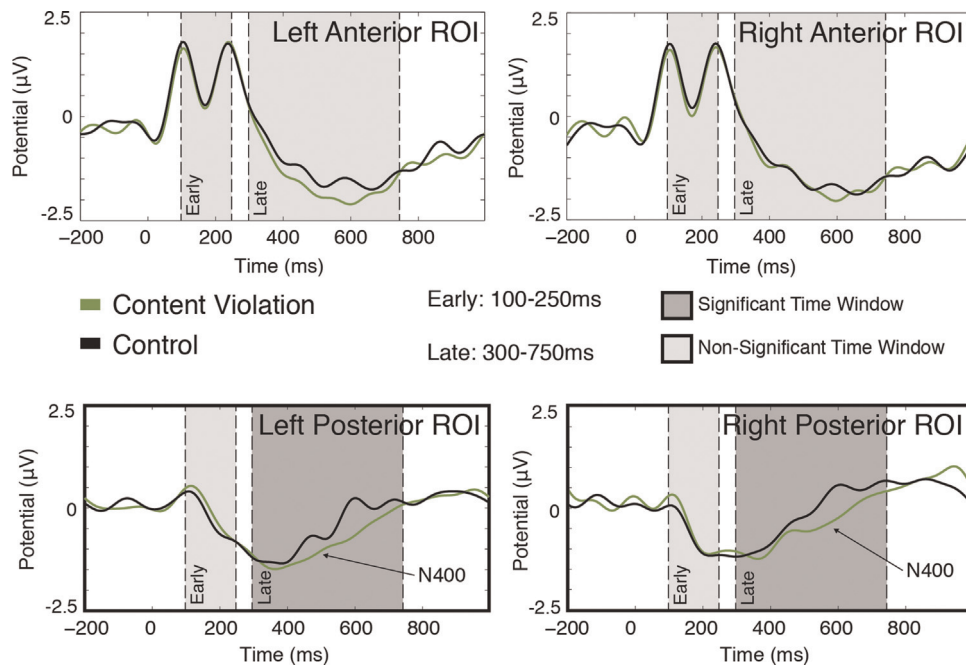 Left Anterior ROI
2.5
0
-2.5
Potential (µV)
Early
Late
−200 0 200 400 600 800
Time (ms)
Right Anterior ROI
2.5
0
-2.5
Potential (µV)
Early
Late
−200 0 200 400 600 800
Time (ms)
Content Violation
Control
Early: 100-250ms
Late: 300-750ms
Significant Time Window
Non-Significant Time Window
Left Posterior ROI
2.5
0
-2.5
Potential (µV)
Early
Late
N400
−200 0 200 400 600 800
Time (ms)
Right Posterior ROI
2.5
0
-2.5
Potential (µV)
Early
Late
N400
−200 0 200 400 600 800
Time (ms)